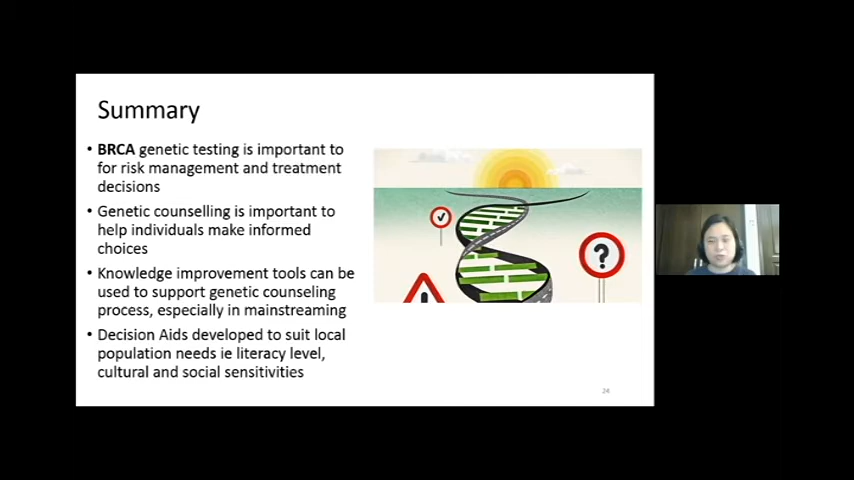 Summary
• BRCA genetic testing is important to
for risk management and treatment
decisions
• Genetic counselling is important to
help individuals make informed
choices
• Knowledge improvement tools can be
used to support genetic counseling
process, especially in mainstreaming
• Decision Aids developed to suit local
population needs ie literacy level,
cultural and social sensitivities
?
24